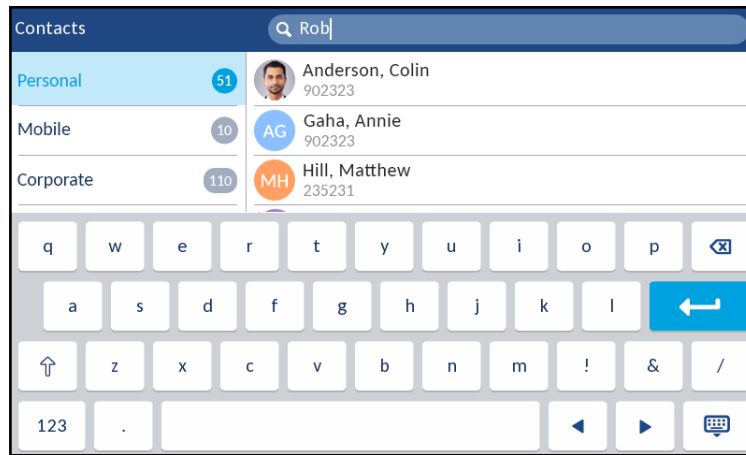 Contacts
Rob
Personal 51
Anderson, Colin
902323
Mobile 10
AG Gaha, Annie
902323
Corporate 110
MH Hill, Matthew
235231
q w e r t y u i o p
a s d f g h j k l
z x c v b n m ! & /
123 .